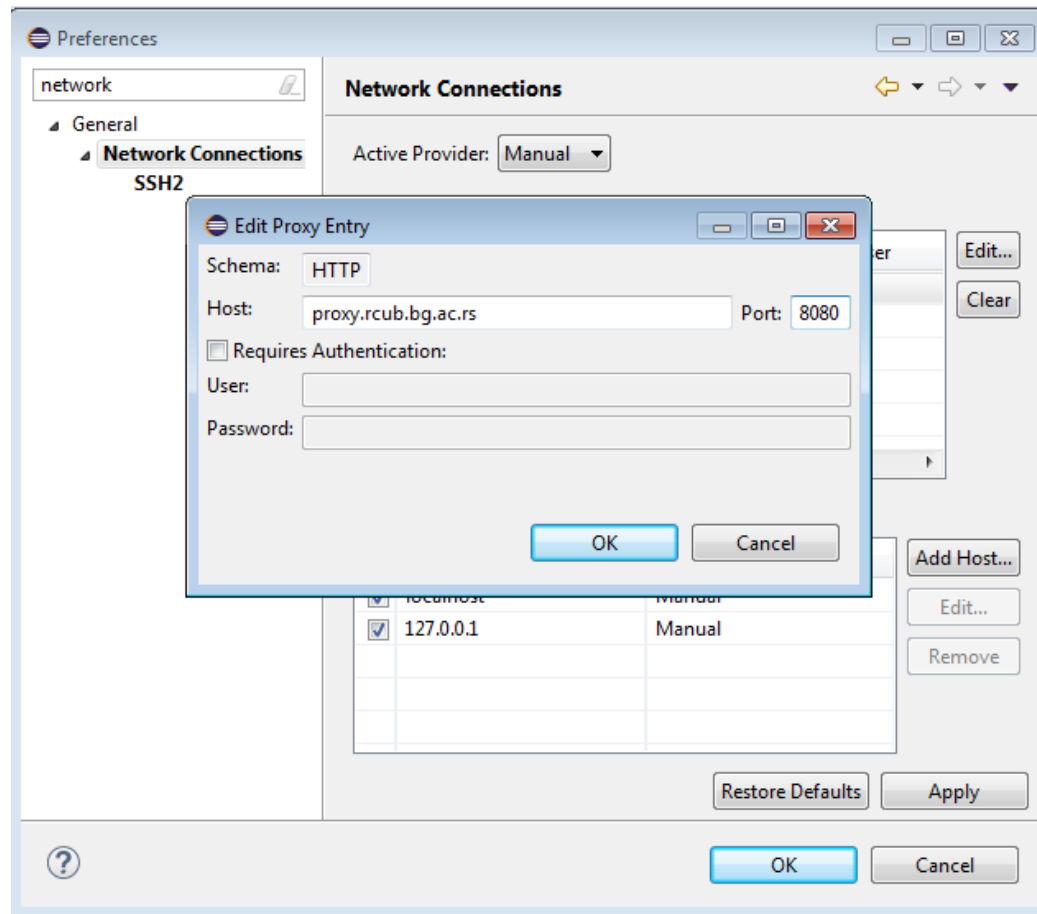 Preferences
network
Network Connections
General
Network Connections
SSH2
Active Provider: Manual
Edit...
Clear
Edit Proxy Entry
Schema: HTTP
Host: proxy.rcub.bg.ac.rs Port: 8080
Requires Authentication:
User:
Password:
OK Cancel
localhost Manual
127.0.0.1 Manual
Add Host...
Edit...
Remove
Restore Defaults Apply
OK Cancel